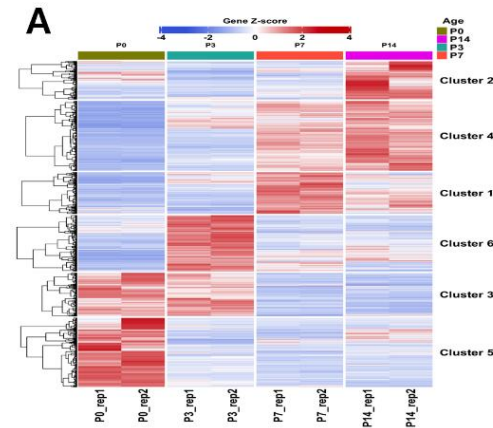 A
Gene Z-score
-4 -2 0 2 4
Age
P0
P14
P3
P7
P0 P3 P7 P14
Cluster 2
Cluster 4
Cluster 1
Cluster 6
Cluster 3
Cluster 5
P0_rep1 P0_rep2 P3_rep1 P3_rep2 P7_rep1 P7_rep2 P14_rep1 P14_rep2